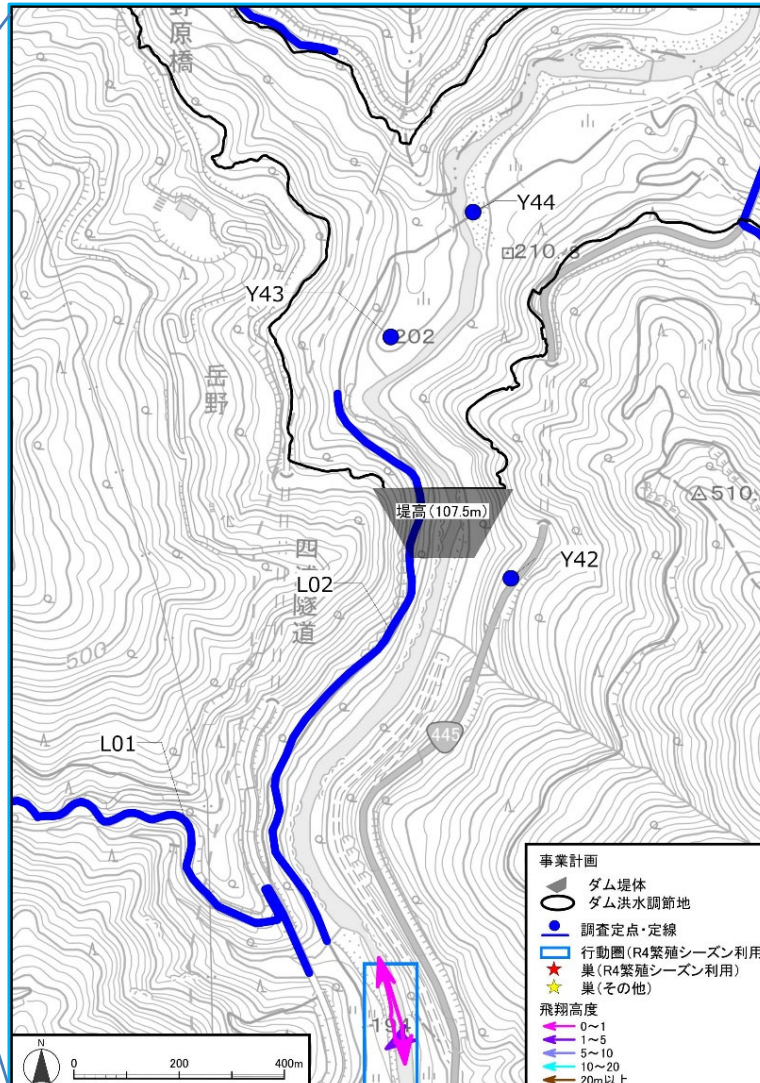 野
原
橋
Y44
210.3
Y43
202
岳
野
510.
堤高(107.5m)
四
浦
隧
道
Y42
L02
500
445
L01
194
事業計画
ダム堤体
ダム洪水調節地
調査定点・定線
行動圏(R4繁殖シーズン利用
巣(R4繁殖シーズン利用)
巣(その他)
飛翔高度
0~1
1~5
5~10
10~20
20m以上
N
0 200 400m